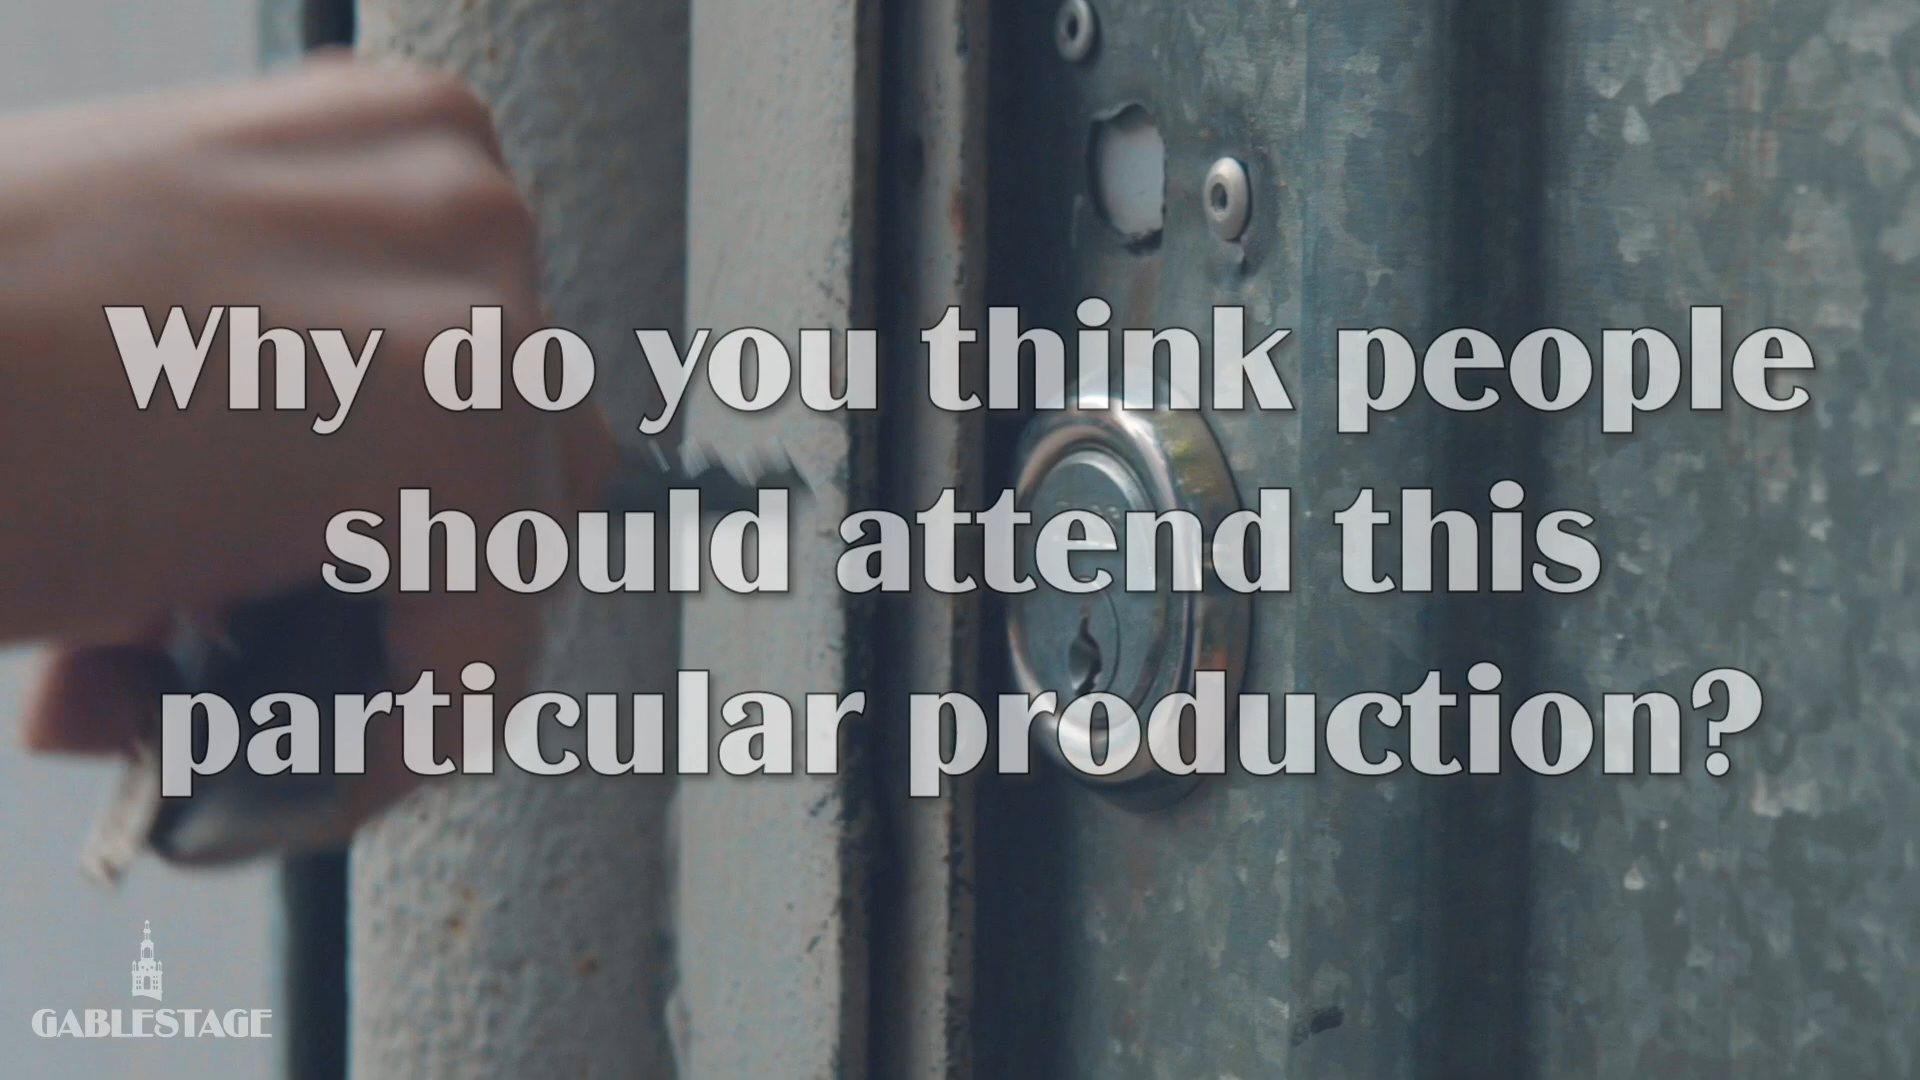 Why do you think people
should attend this
particular production?
GABLESTAGE